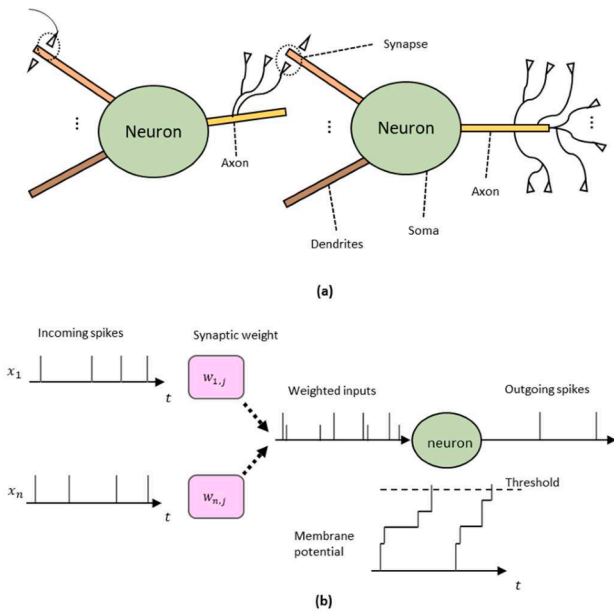 Synapse
Neuron
Neuron
⋮
⋮
⋮
Axon
Axon
Soma
Dendrites
(a)
Incoming spikes
Synaptic weight
x₁
w₁,ⱼ
t
Weighted inputs
Outgoing spikes
neuron
xₙ
wₙ,ⱼ
t
Threshold
Membrane
potential
t
(b)